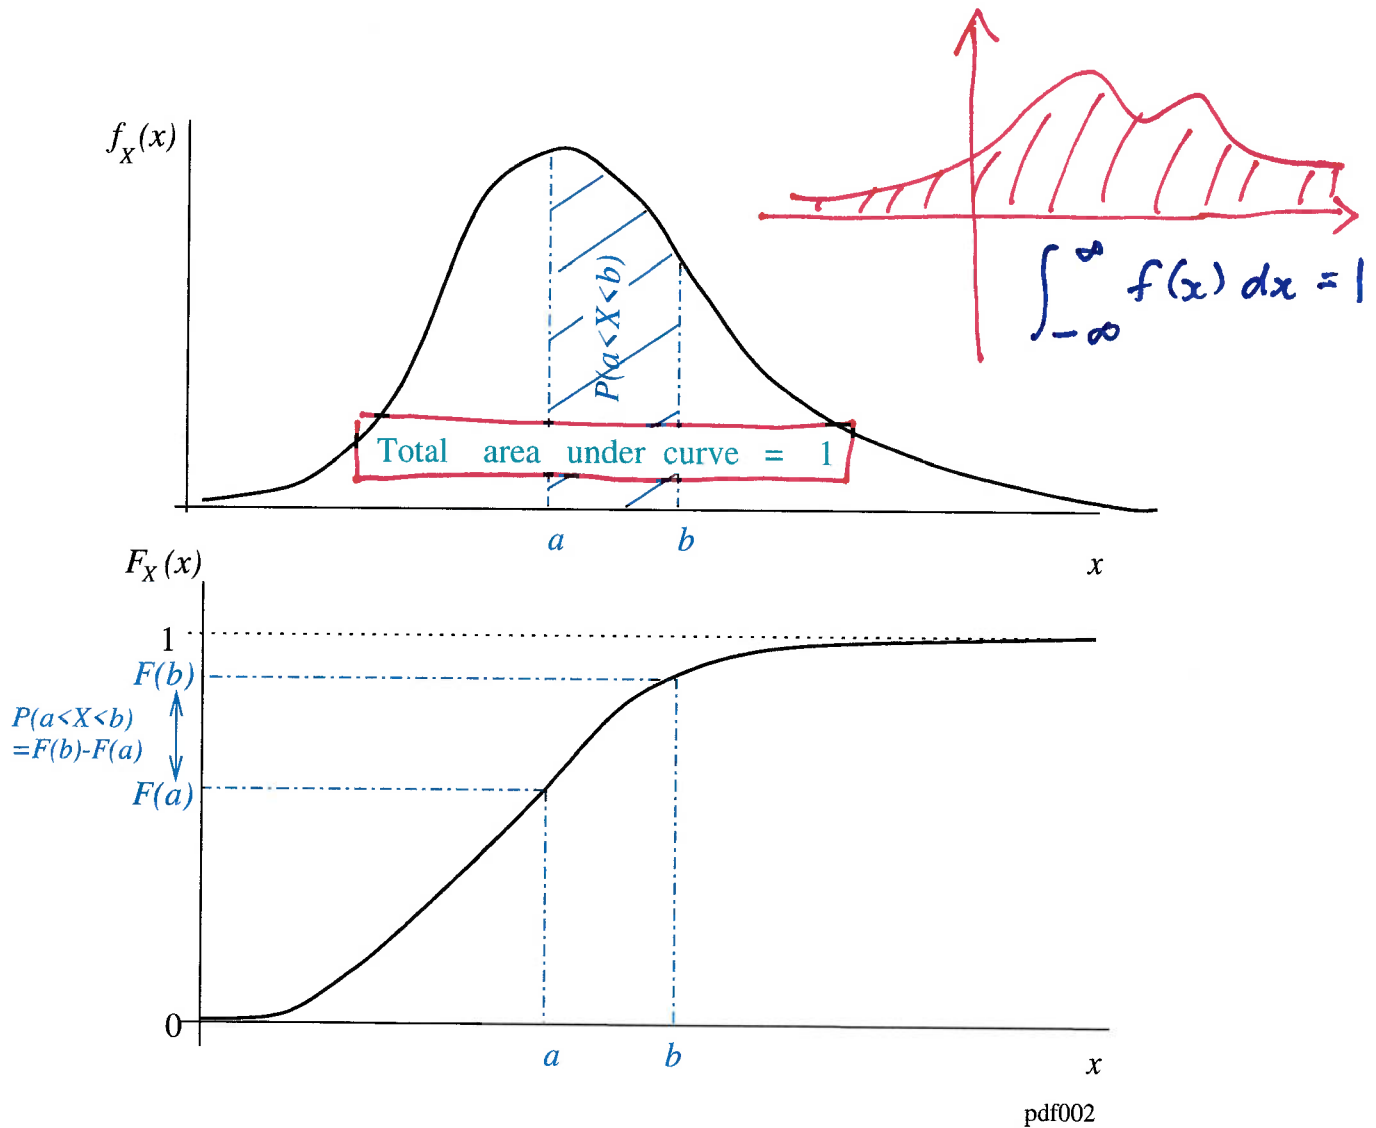 f_X(x)
P(a<X<b)
∫_{-∞}^{∞} f(x) dx = 1
Total area under curve = 1
a b
x
F_X(x)
1
F(b)
P(a<X<b)
=F(b)-F(a)
F(a)
0
a b
x
pdf002